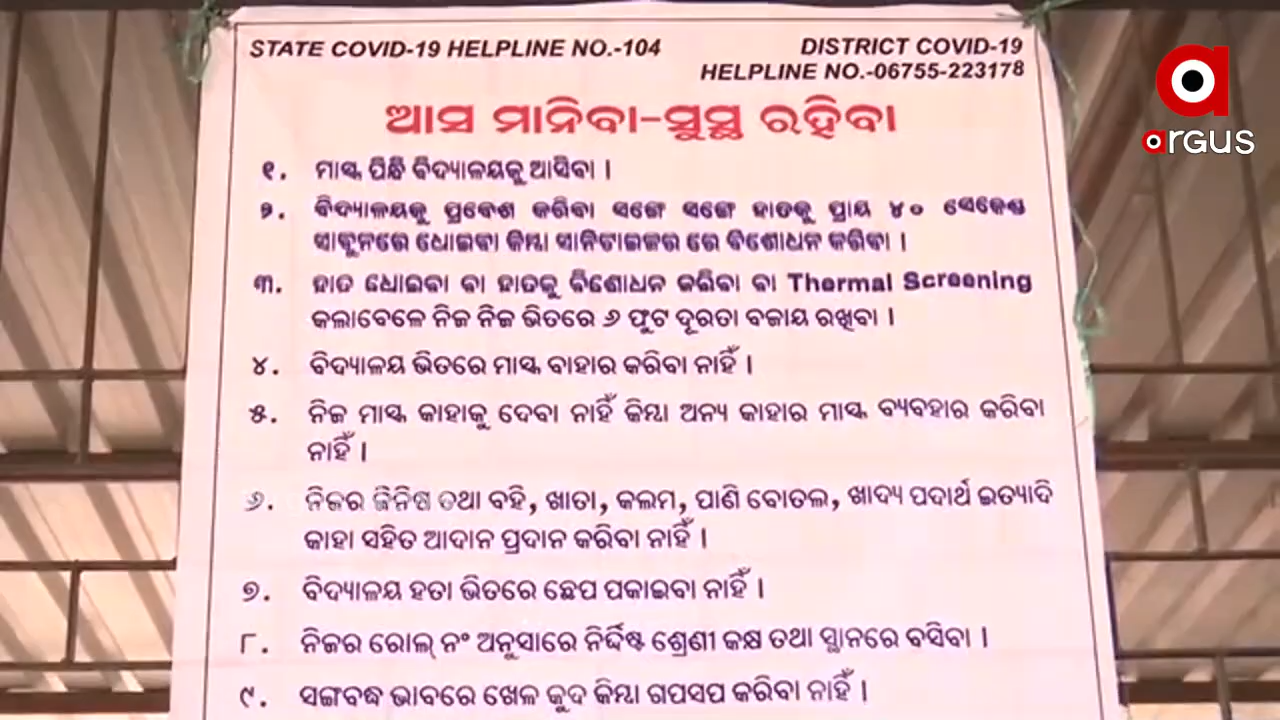 STATE COVID-19 HELPLINE NO.-104
DISTRICT COVID-19
HELPLINE NO.-06755-223178
ଆସ ମାନିବା-ସୁସ୍ଥ ରହିବା
୧. ମାସ୍କ ପିନ୍ଧି ବିଦ୍ୟାଳୟକୁ ଆସିବା ।
୨. ବିଦ୍ୟାଳୟକୁ ପ୍ରବେଶ କରିବା ସଙ୍ଗେ ସଙ୍ଗେ ହାତକୁ ପ୍ରାୟ ୪୦ ସେକେଣ୍ଡ
ସାବୁନରେ ଧୋଇବା କିମ୍ବା ସାନିଟାଇଜର ରେ ବିଶୋଧନ କରିବା ।
୩. ହାତ ଧୋଇବା ବା ହାତକୁ ବିଶୋଧନ କରିବା ବା Thermal Screening
କଲାବେଳେ ନିଜ ନିଜ ଭିତରେ ୬ ଫୁଟ ଦୂରତା ବଜାୟ ରଖିବା ।
୪. ବିଦ୍ୟାଳୟ ଭିତରେ ମାସ୍କ ବାହାର କରିବା ନାହିଁ ।
୫. ନିଜ ମାସ୍କ କାହାକୁ ଦେବା ନାହିଁ କିମ୍ବା ଅନ୍ୟ କାହାର ମାସ୍କ ବ୍ୟବହାର କରିବା
ନାହିଁ ।
୬. ନିଜର ଜିନିଷ ତଥା ବହି, ଖାତା, କଲମ, ପାଣି ବୋତଲ, ଖାଦ୍ୟ ପଦାର୍ଥ ଇତ୍ୟାଦି
କାହା ସହିତ ଆଦାନ ପ୍ରଦାନ କରିବା ନାହିଁ ।
୭. ବିଦ୍ୟାଳୟ ହତା ଭିତରେ ଛେପ ପକାଇବା ନାହିଁ ।
୮. ନିଜର ରୋଲ୍ ନଂ ଅନୁସାରେ ନିର୍ଦ୍ଦିଷ୍ଟ ଶ୍ରେଣୀ କକ୍ଷ ତଥା ସ୍ଥାନରେ ବସିବା ।
୯. ସଙ୍ଗବଦ୍ଧ ଭାବରେ ଖେଳ କୁଦ କିମ୍ବା ଗପସପ କରିବା ନାହିଁ ।
argus